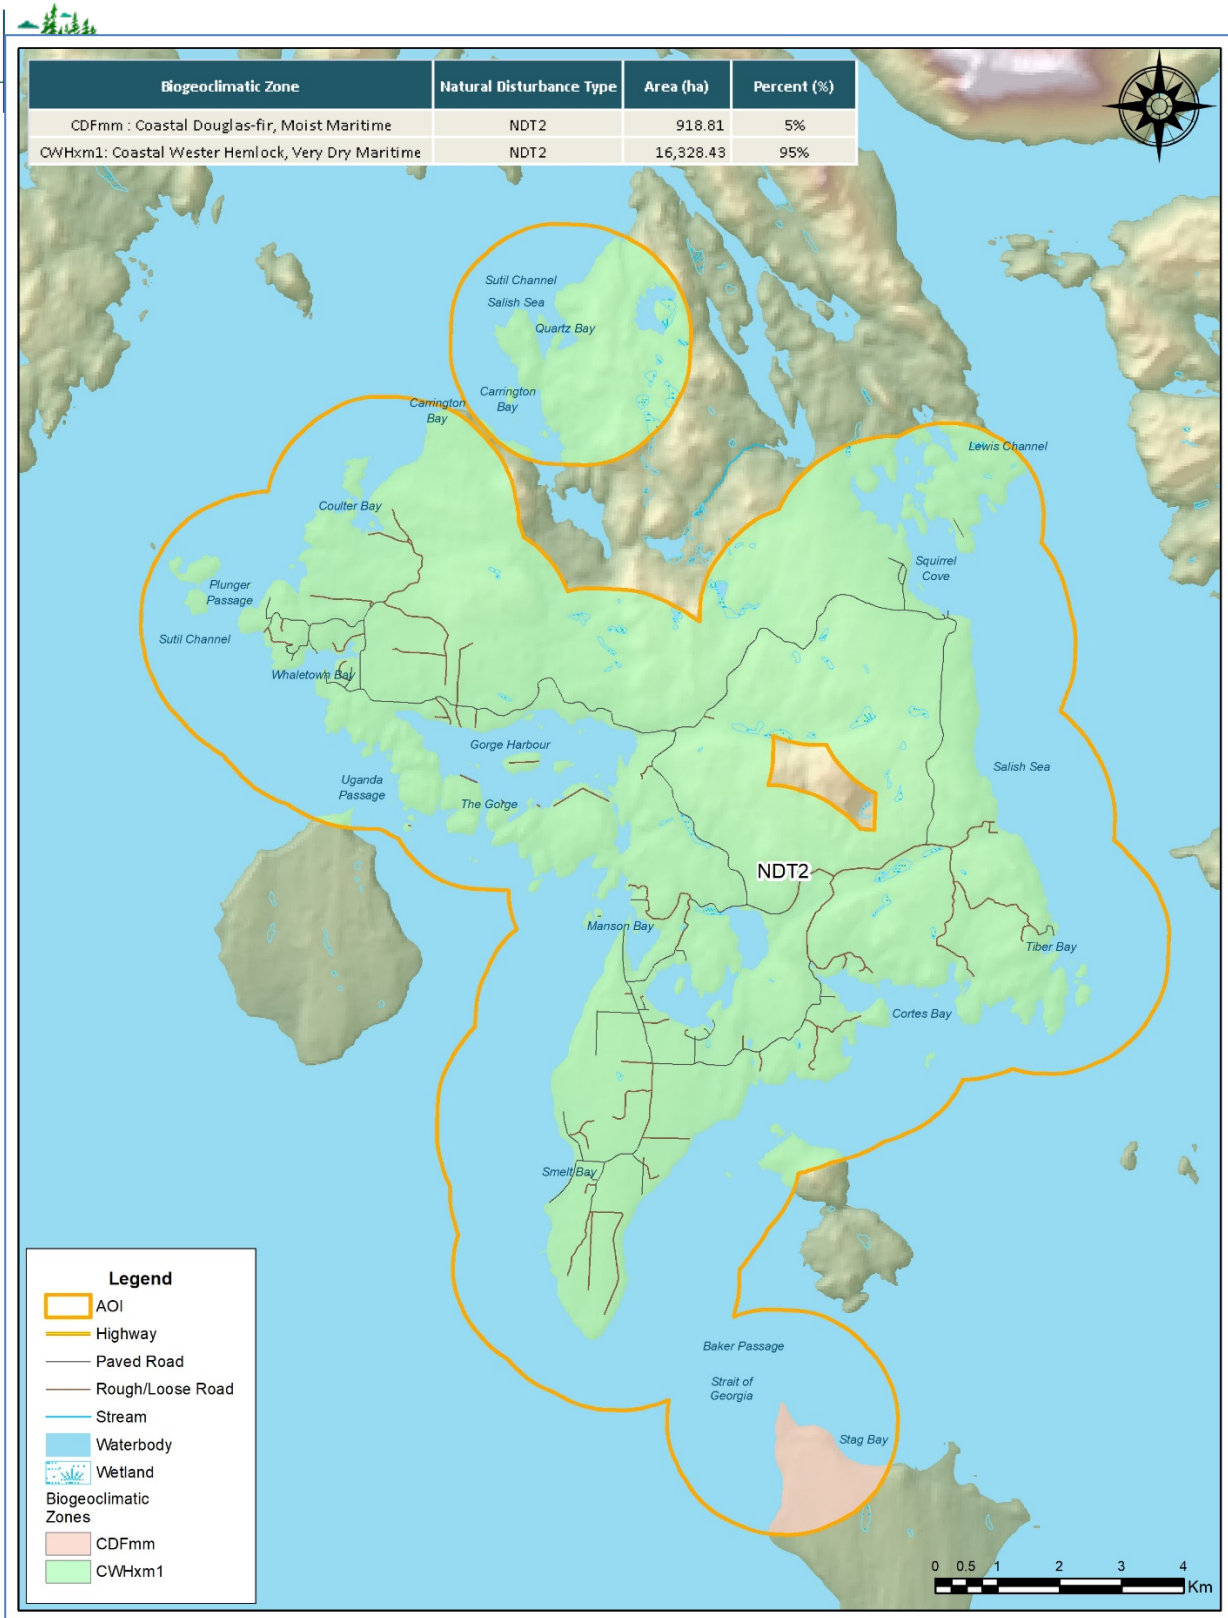 Biogeoclimatic Zone Natural Disturbance Type Area (ha) Percent (%)
CDFmm : Coastal Douglas-fir, Moist Maritime NDT2 918.81 5%
CWHxm1: Coastal Wester Hemlock, Very Dry Maritime NDT2 16,328.43 95%
Sutil Channel
Salish Sea
Quartz Bay
Carrington
Bay
Carrington
Bay
Lewis Channel
Coulter Bay
Squirrel
Cove
Plunger
Passage
Sutil Channel
Whaletown Bay
Gorge Harbour
Salish Sea
Uganda
Passage
The Gorge
NDT2
Manson Bay
Tiber Bay
Cortes Bay
Smelt Bay
Baker Passage
Strait of
Georgia
Stag Bay
Legend
AOI
Highway
Paved Road
Rough/Loose Road
Stream
Waterbody
Wetland
Biogeoclimatic
Zones
CDFmm
CWHxm1
0 0.5 1 2 3 4
Km